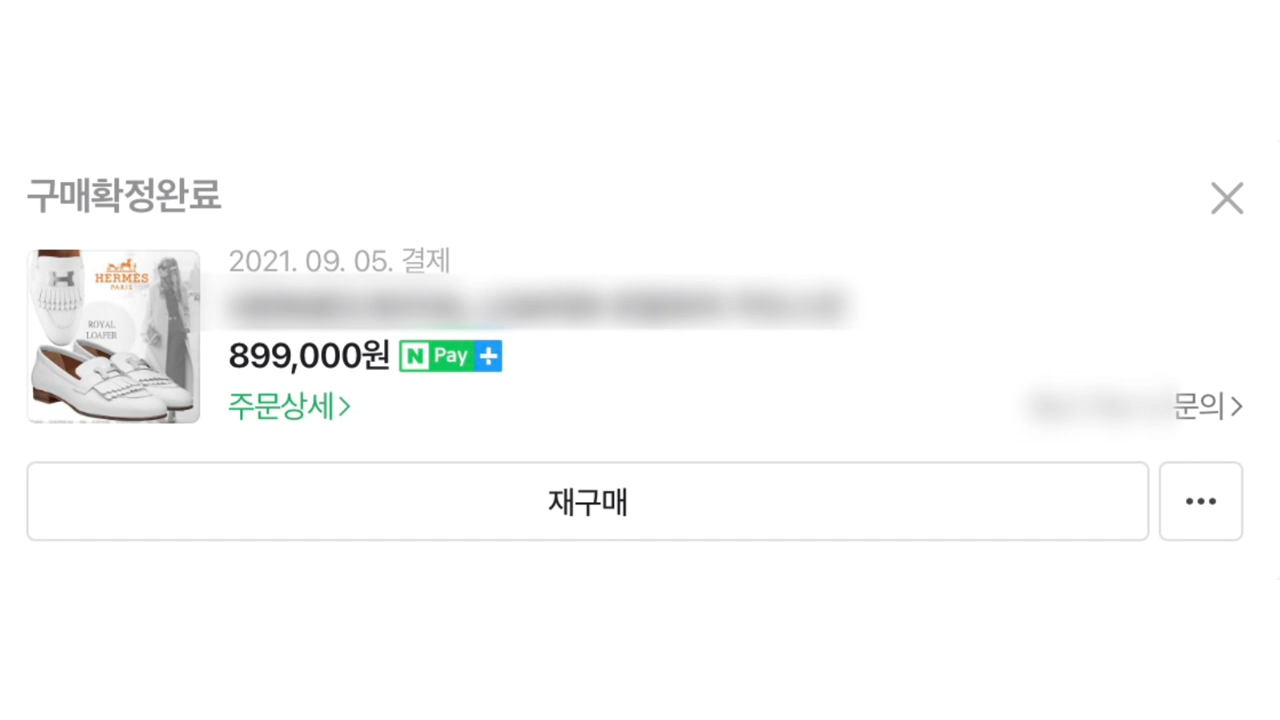 구매확정완료
HERMES
PARIS
ROYAL
LOAFER
2021. 09. 05. 결제
899,000원 N Pay +
주문상세
문의
재구매